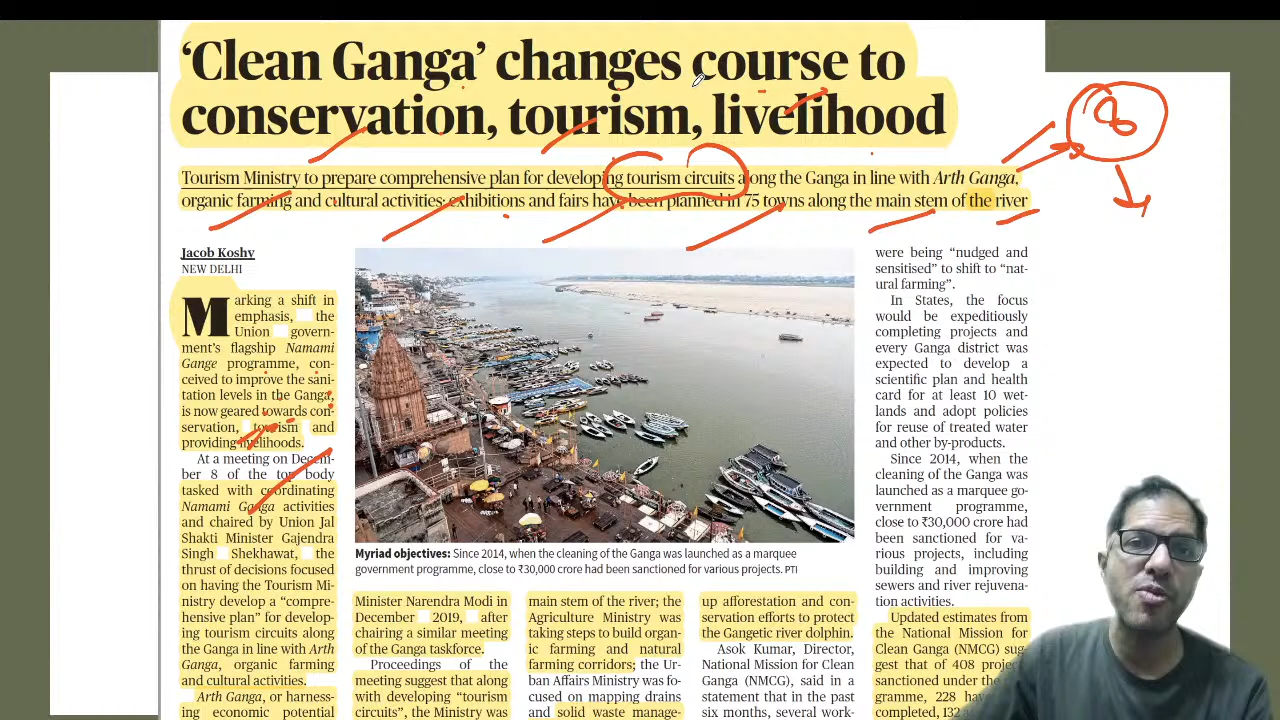 ‘Clean Ganga’ changes course to
conservation, tourism, livelihood
Tourism Ministry to prepare comprehensive plan for developing tourism circuits along the Ganga in line with Arth Ganga,
organic farming and cultural activities; exhibitions and fairs have been planned in 75 towns along the main stem of the river
Jacob Koshy
NEW DELHI
Marking a shift in
emphasis, the
Union govern-
ment’s flagship Namami
Gange programme, con-
ceived to improve the sani-
tation levels in the Ganga,
is now geared towards con-
servation, tourism and
providing livelihoods.
At a meeting on Decem-
ber 8 of the top body
tasked with coordinating
Namami Ganga activities
and chaired by Union Jal
Shakti Minister Gajendra
Singh Shekhawat, the
thrust of decisions focused
on having the Tourism Mi-
nistry develop a “compre-
hensive plan” for develop-
ing tourism circuits along
the Ganga in line with Arth
Ganga, organic farming
and cultural activities.
Arth Ganga, or harness-
ing economic potential
Myriad objectives: Since 2014, when the cleaning of the Ganga was launched as a marquee
government programme, close to ₹30,000 crore had been sanctioned for various projects. PTI
Minister Narendra Modi in
December 2019, after
chairing a similar meeting
of the Ganga taskforce.
Proceedings of the
meeting suggest that along
with developing “tourism
circuits”, the Ministry was
main stem of the river; the
Agriculture Ministry was
taking steps to build organ-
ic farming and natural
farming corridors; the Ur-
ban Affairs Ministry was fo-
cused on mapping drains
and solid waste manage-
up afforestation and con-
servation efforts to protect
the Gangetic river dolphin.
Asok Kumar, Director,
National Mission for Clean
Ganga (NMCG), said in a
statement that in the past
six months, several work-
were being “nudged and
sensitised” to shift to “nat-
ural farming”.
In States, the focus
would be expeditiously
completing projects and
every Ganga district was
expected to develop a
scientific plan and health
card for at least 10 wet-
lands and adopt policies
for reuse of treated water
and other by-products.
Since 2014, when the
cleaning of the Ganga was
launched as a marquee go-
vernment programme,
close to ₹30,000 crore had
been sanctioned for va-
rious projects, including
building and improving
sewers and river rejuvena-
tion activities.
Updated estimates from
the National Mission for
Clean Ganga (NMCG) sug-
gest that of 408
sanctioned under the
gramme, 228
completed, 132